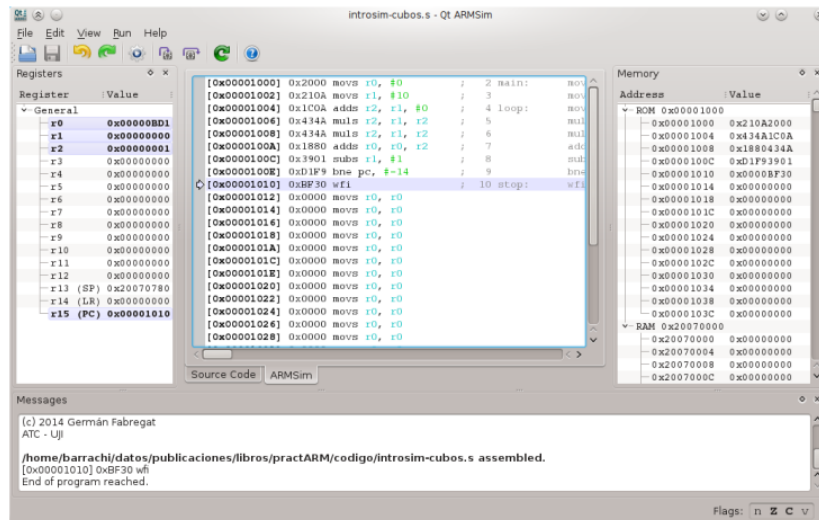 introsim-cubos.s - Qt ARMSim
File Edit View Run Help
Registers
Register Value
General
r0 0x00000BD1
r1 0x00000000
r2 0x00000001
r3 0x00000000
r4 0x00000000
r5 0x00000000
r6 0x00000000
r7 0x00000000
r8 0x00000000
r9 0x00000000
r10 0x00000000
r11 0x00000000
r12 0x00000000
r13 (SP) 0x20070780
r14 (LR) 0x00000000
r15 (PC) 0x00001010
[0x00001000] 0x2000 movs r0, #0 ; 2 main: mov
[0x00001002] 0x210A movs r1, #10 ; 3 mov
[0x00001004] 0x1C0A adds r2, r1, #0 ; 4 loop: mov
[0x00001006] 0x434A muls r2, r1, r2 ; 5 mul
[0x00001008] 0x434A muls r2, r1, r2 ; 6 mul
[0x0000100A] 0x1880 adds r0, r0, r2 ; 7 add
[0x0000100C] 0x3901 subs r1, #1 ; 8 sub
[0x0000100E] 0xD1F9 bne pc, #-14 ; 9 bne
[0x00001010] 0xBF30 wfi ; 10 stop: wfi
[0x00001012] 0x0000 movs r0, r0
[0x00001014] 0x0000 movs r0, r0
[0x00001016] 0x0000 movs r0, r0
[0x00001018] 0x0000 movs r0, r0
[0x0000101A] 0x0000 movs r0, r0
[0x0000101C] 0x0000 movs r0, r0
[0x0000101E] 0x0000 movs r0, r0
[0x00001020] 0x0000 movs r0, r0
[0x00001022] 0x0000 movs r0, r0
[0x00001024] 0x0000 movs r0, r0
[0x00001026] 0x0000 movs r0, r0
[0x00001028] 0x0000 movs r0, r0
Source Code ARMSim
Memory
Address Value
ROM 0x00001000
0x00001000 0x210A2000
0x00001004 0x434A1C0A
0x00001008 0x1880434A
0x0000100C 0xD1F93901
0x00001010 0x0000BF30
0x00001014 0x00000000
0x00001018 0x00000000
0x0000101C 0x00000000
0x00001020 0x00000000
0x00001024 0x00000000
0x00001028 0x00000000
0x0000102C 0x00000000
0x00001030 0x00000000
0x00001034 0x00000000
0x00001038 0x00000000
0x0000103C 0x00000000
RAM 0x20070000
0x20070000 0x00000000
0x20070004 0x00000000
0x20070008 0x00000000
0x2007000C 0x00000000
Messages
(c) 2014 Germán Fabregat
ATC - UJI
/home/barrachi/datos/publicaciones/libros/practARM/codigo/introsim-cubos.s assembled.
[0x00001010] 0xBF30 wfi
End of program reached.
Flags: n Z C v